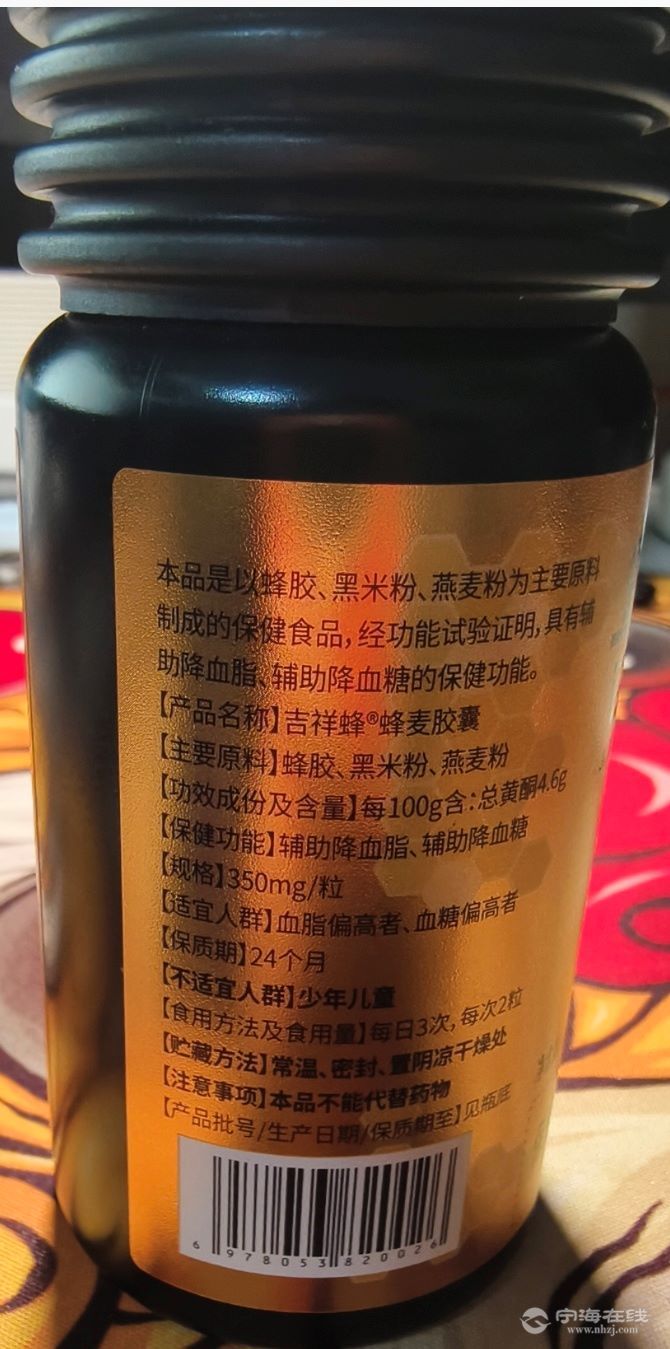 本品是以蜂胶、黑米粉、燕麦粉为主要原料
制成的保健食品，经功能试验证明，具有辅
助降血脂、辅助降血糖的保健功能。
【产品名称】吉祥蜂®蜂麦胶囊
【主要原料】蜂胶、黑米粉、燕麦粉
【功效成份及含量】每100g含：总黄酮4.6g
【保健功能】辅助降血脂、辅助降血糖
【规格】350mg/粒
【适宜人群】血脂偏高者、血糖偏高者
【保质期】24个月
【不适宜人群】少年儿童
【食用方法及食用量】每日3次，每次2粒
【贮藏方法】常温、密封、置阴凉干燥处
【注意事项】本品不能代替药物
【产品批号/生产日期/保质期至】见瓶底
6 978053 820026
宁海在线
www.nhzj.com